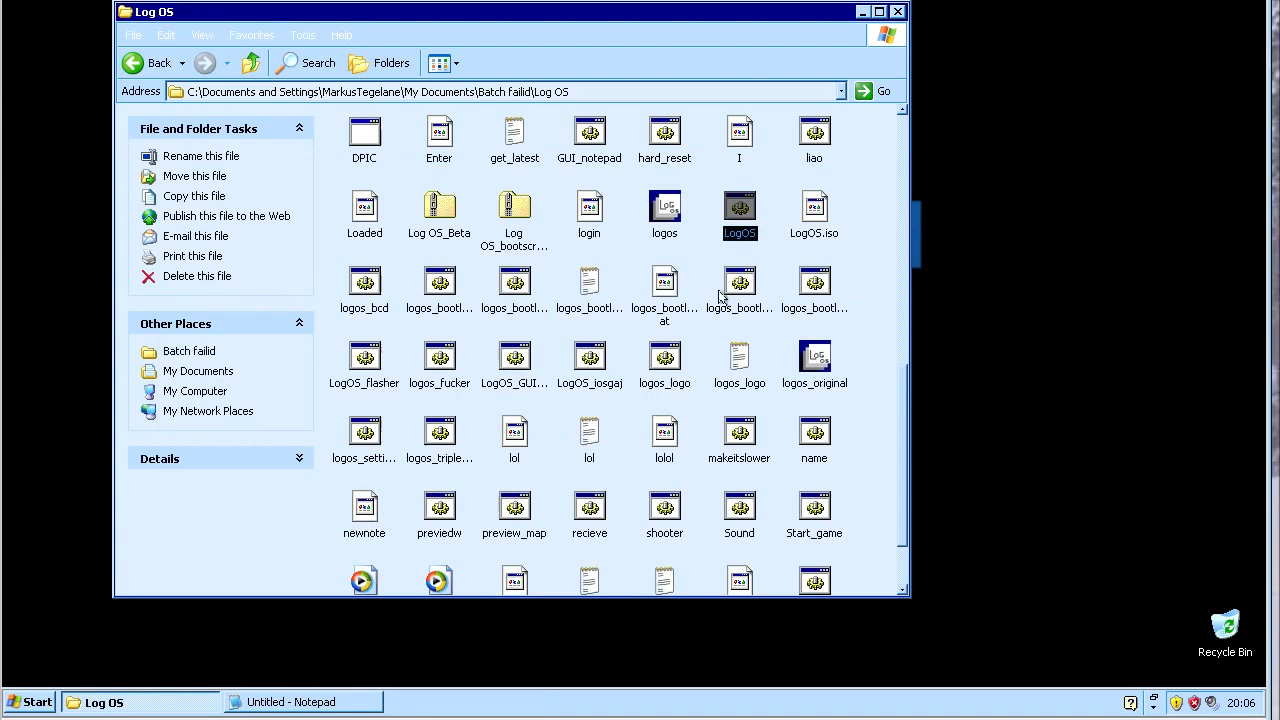 Log OS
File Edit View Favorites Tools Help
Back Search Folders
Address C:\Documents and Settings\MarkusTegelane\My Documents\Batch failid\Log OS Go
File and Folder Tasks
Rename this file
Move this file
Copy this file
Publish this file to the Web
E-mail this file
Print this file
Delete this file
Other Places
Batch failid
My Documents
My Computer
My Network Places
Details
DPIC Enter get_latest GUI_notepad hard_reset I liao
Loaded Log OS_Beta Log login logos LogOS LogOS.iso
OS_bootscr...
logos_bcd logos_bootl... logos_bootl... logos_bootl... logos_bootl... logos_bootl... logos_bootl...
at
LogOS_flasher logos_fucker LogOS_GUI... LogOS_iosgaj logos_logo logos_logo logos_original
logos_setti... logos_triple... lol lol lolol makeitslower name
newnote previedw preview_map recieve shooter Sound Start_game
Recycle Bin
Start Log OS Untitled - Notepad 20:06